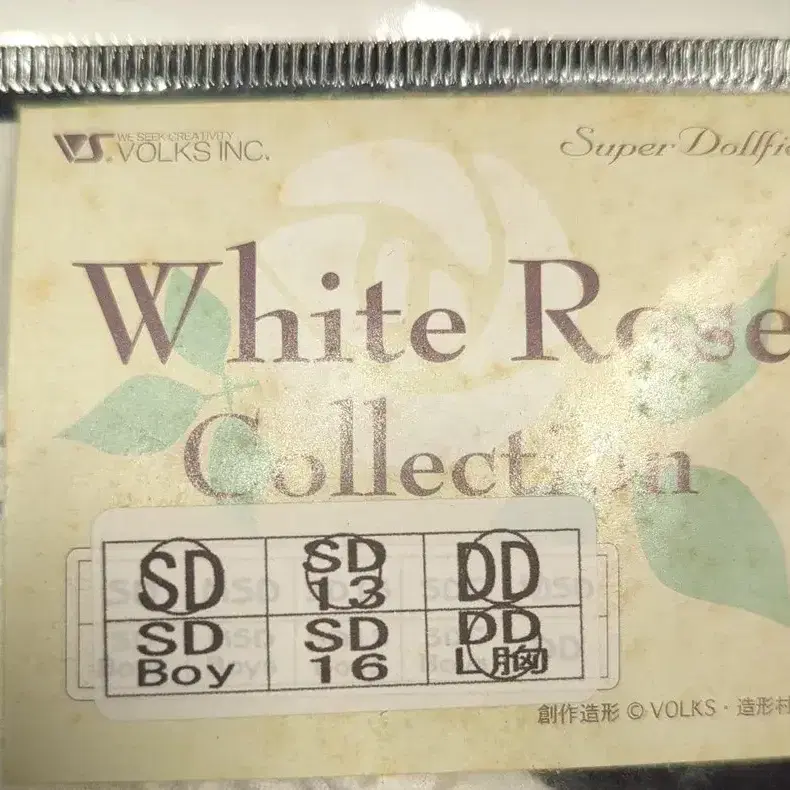 WE SEEK CREATIVITY
VS. VOLKS INC.
Super Dollfie
White Rose
Collection
SD SD 13 DD
SD Boy SD 16 DD L胸
創作造形 © VOLKS・造形村